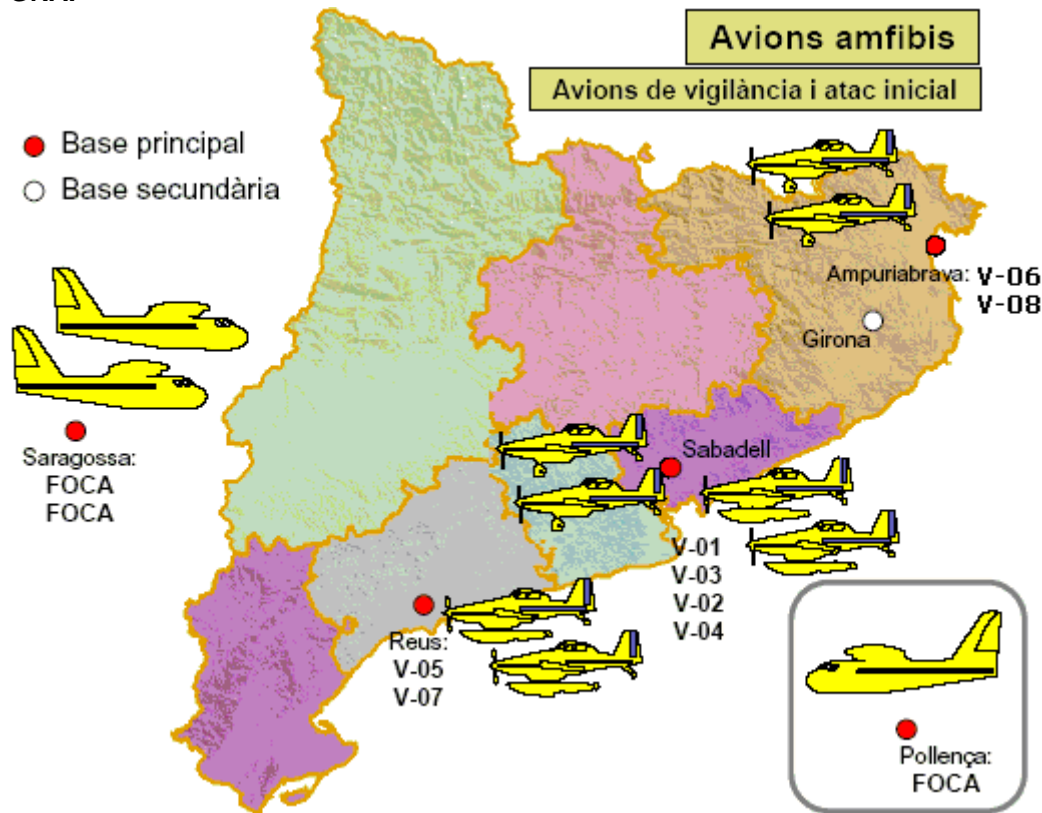 Avions amfibis
Avions de vigilància i atac inicial
Base principal
Base secundària
Ampuriabrava: V-06
V-08
Girona
Saragossa:
FOCA
FOCA
Sabadell
V-01
V-03
V-02
V-04
Reus:
V-05
V-07
Pollença:
FOCA